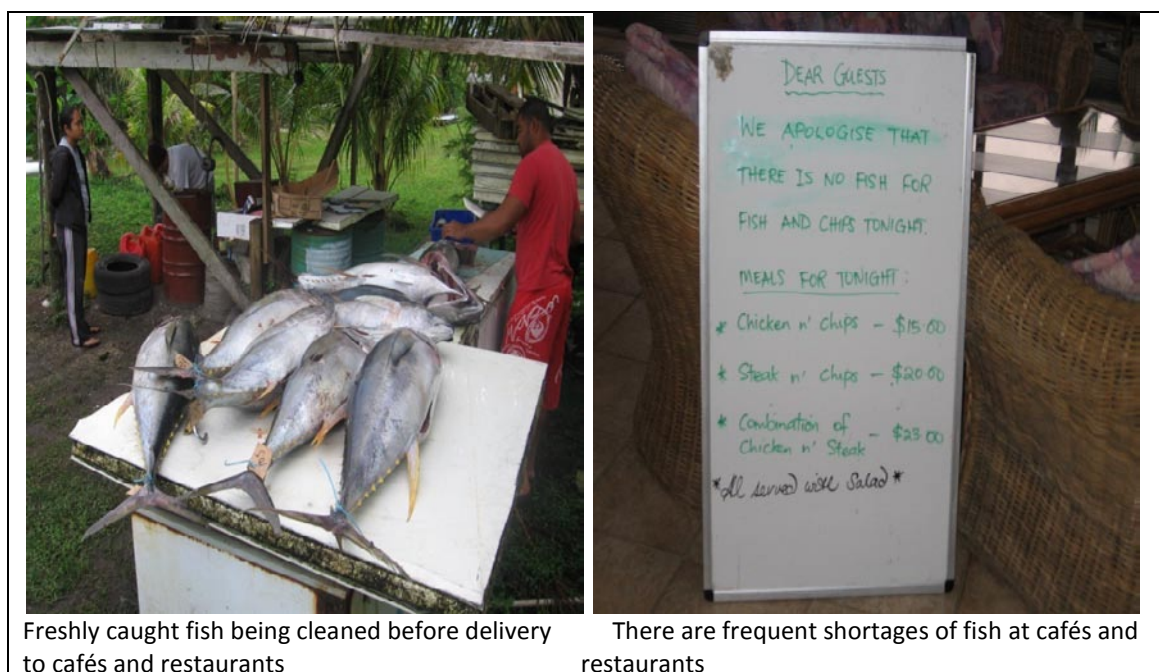 DEAR GUESTS
WE APOLOGISE THAT
THERE IS NO FISH FOR
FISH AND CHIPS TONIGHT.
MEALS FOR TONIGHT :
* Chicken n' Chips - $15.00
* Steak n' Chips - $20.00
* Combination of
Chicken n' Steak - $23.00
*All served with Salad*
Freshly caught fish being cleaned before delivery
to cafés and restaurants
There are frequent shortages of fish at cafés and
restaurants